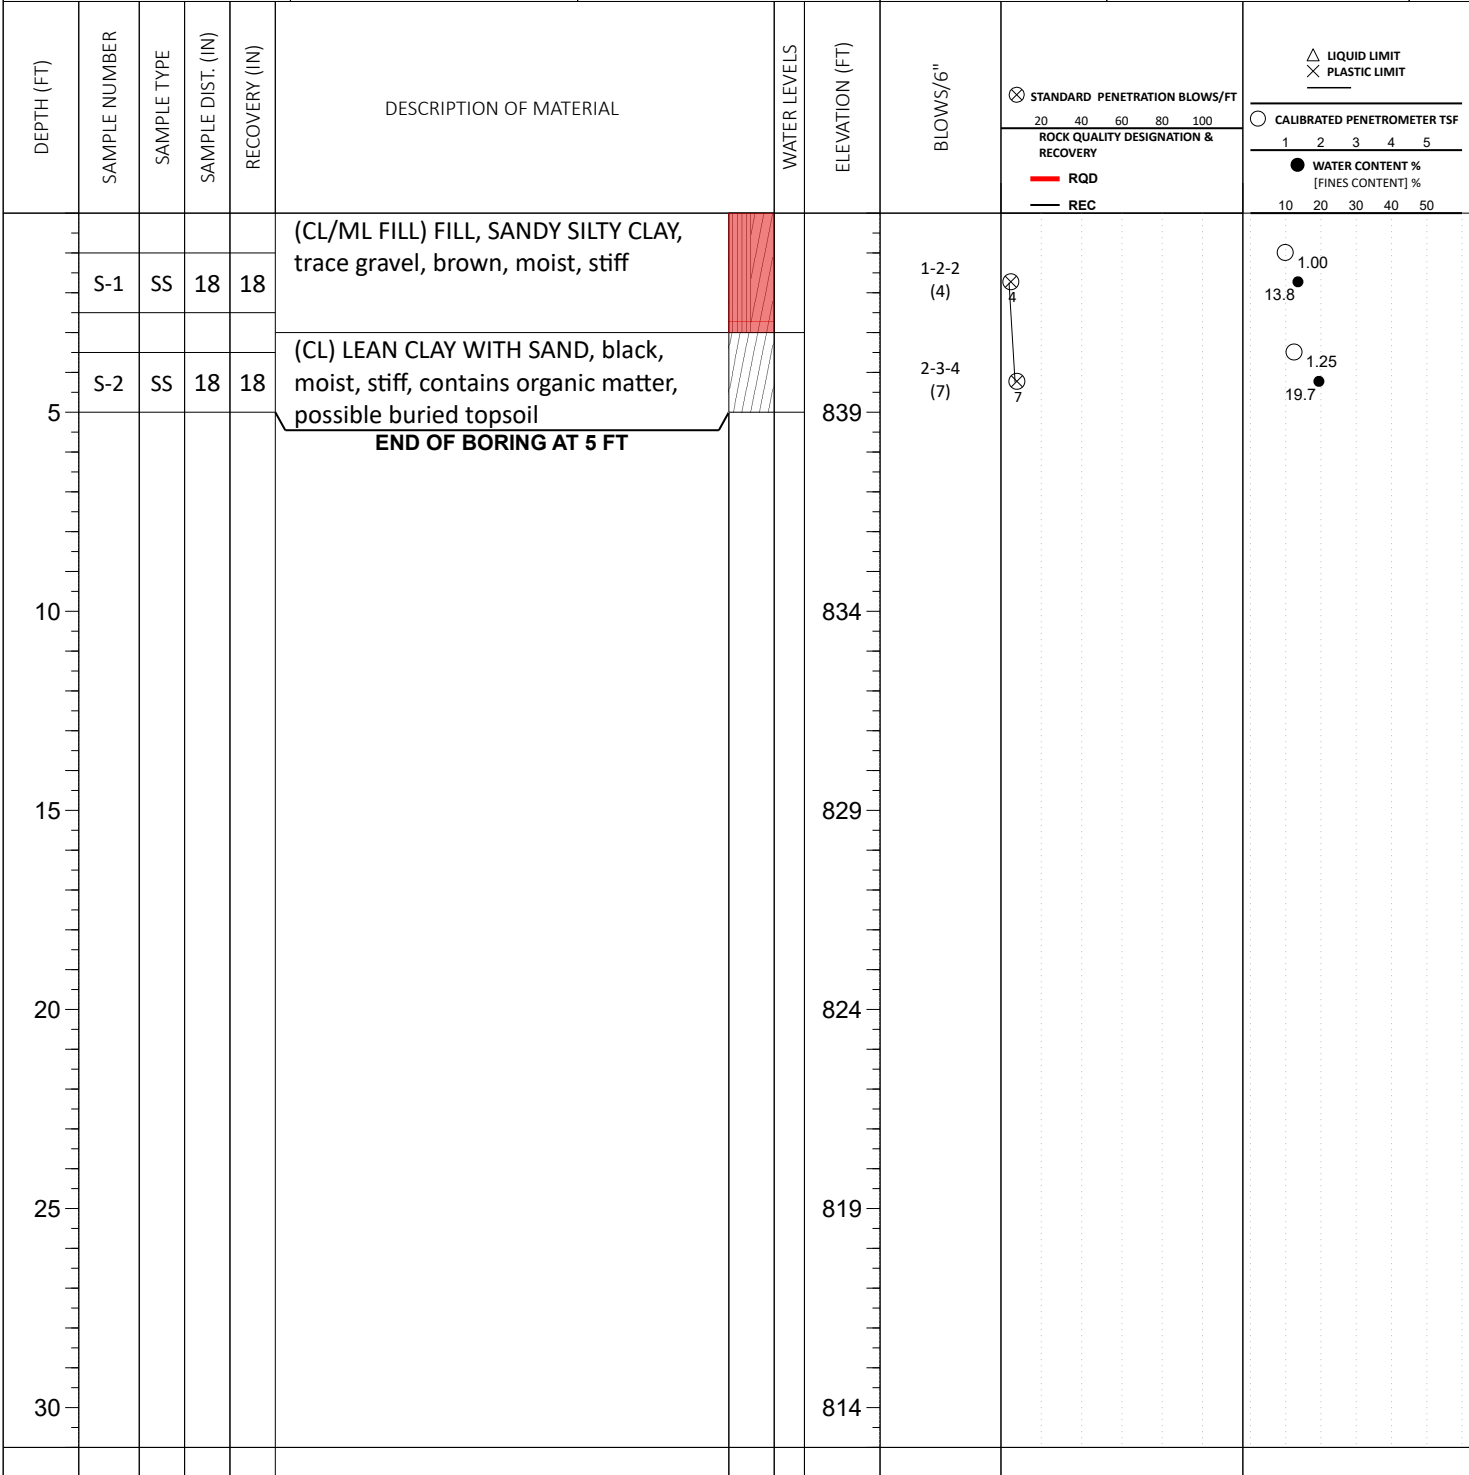 DEPTH (FT)
SAMPLE NUMBER
SAMPLE TYPE
SAMPLE DIST. (IN)
RECOVERY (IN)
DESCRIPTION OF MATERIAL
WATER LEVELS
ELEVATION (FT)
BLOWS/6"
STANDARD PENETRATION BLOWS/FT
20 40 60 80 100
ROCK QUALITY DESIGNATION &
RECOVERY
RQD
REC
LIQUID LIMIT
PLASTIC LIMIT
CALIBRATED PENETROMETER TSF
1 2 3 4 5
WATER CONTENT %
[FINES CONTENT] %
10 20 30 40 50
S-1 SS 18 18
(CL/ML FILL) FILL, SANDY SILTY CLAY,
trace gravel, brown, moist, stiff
1-2-2
(4)
4
1.00
13.8
S-2 SS 18 18
(CL) LEAN CLAY WITH SAND, black,
moist, stiff, contains organic matter,
possible buried topsoil
2-3-4
(7)
7
1.25
19.7
END OF BORING AT 5 FT
5 839
10 834
15 829
20 824
25 819
30 814